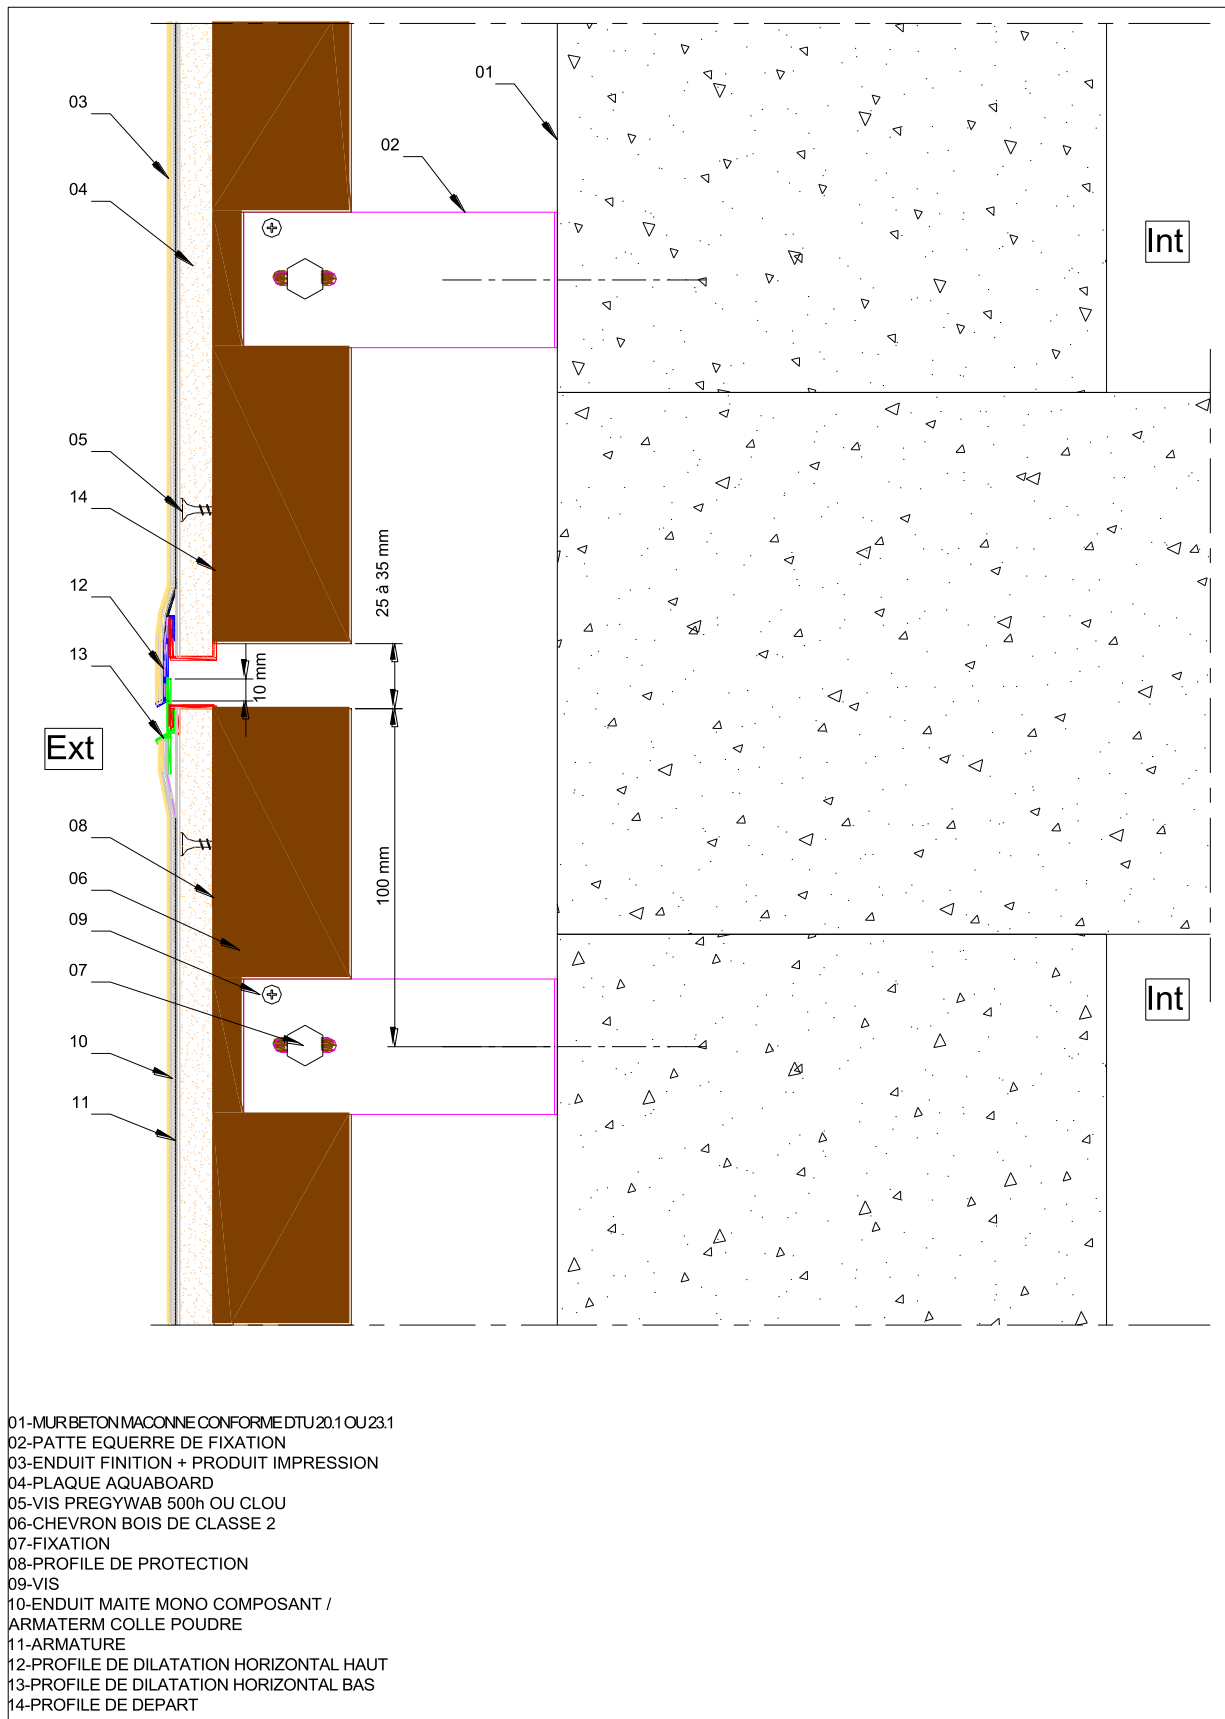 01
03
02
04
Int
05
14
25 à 35 mm
12
13
10 mm
Ext
08
100 mm
06
09
07
Int
10
11
01-MUR BETON MACONNE CONFORME DTU 20.1 OU 23.1
02-PATTE EQUERRE DE FIXATION
03-ENDUIT FINITION + PRODUIT IMPRESSION
04-PLAQUE AQUABOARD
05-VIS PREGYWAB 500h OU CLOU
06-CHEVRON BOIS DE CLASSE 2
07-FIXATION
08-PROFILE DE PROTECTION
09-VIS
10-ENDUIT MAITE MONO COMPOSANT /
ARMATERM COLLE POUDRE
11-ARMATURE
12-PROFILE DE DILATATION HORIZONTAL HAUT
13-PROFILE DE DILATATION HORIZONTAL BAS
14-PROFILE DE DEPART